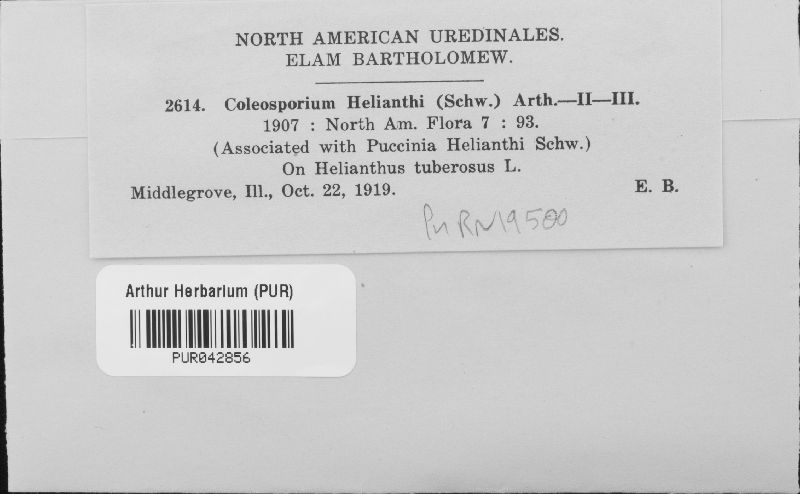 NORTH AMERICAN UREDINALES.
ELAM BARTHOLOMEW.
2614. Coleosporium Helianthi (Schw.) Arth.—II—III.
1907 : North Am. Flora 7 : 93.
(Associated with Puccinia Helianthi Schw.)
On Helianthus tuberosus L.
Middlegrove, Ill., Oct. 22, 1919. E. B.
PURN19500
Arthur Herbarium (PUR)
PUR042856